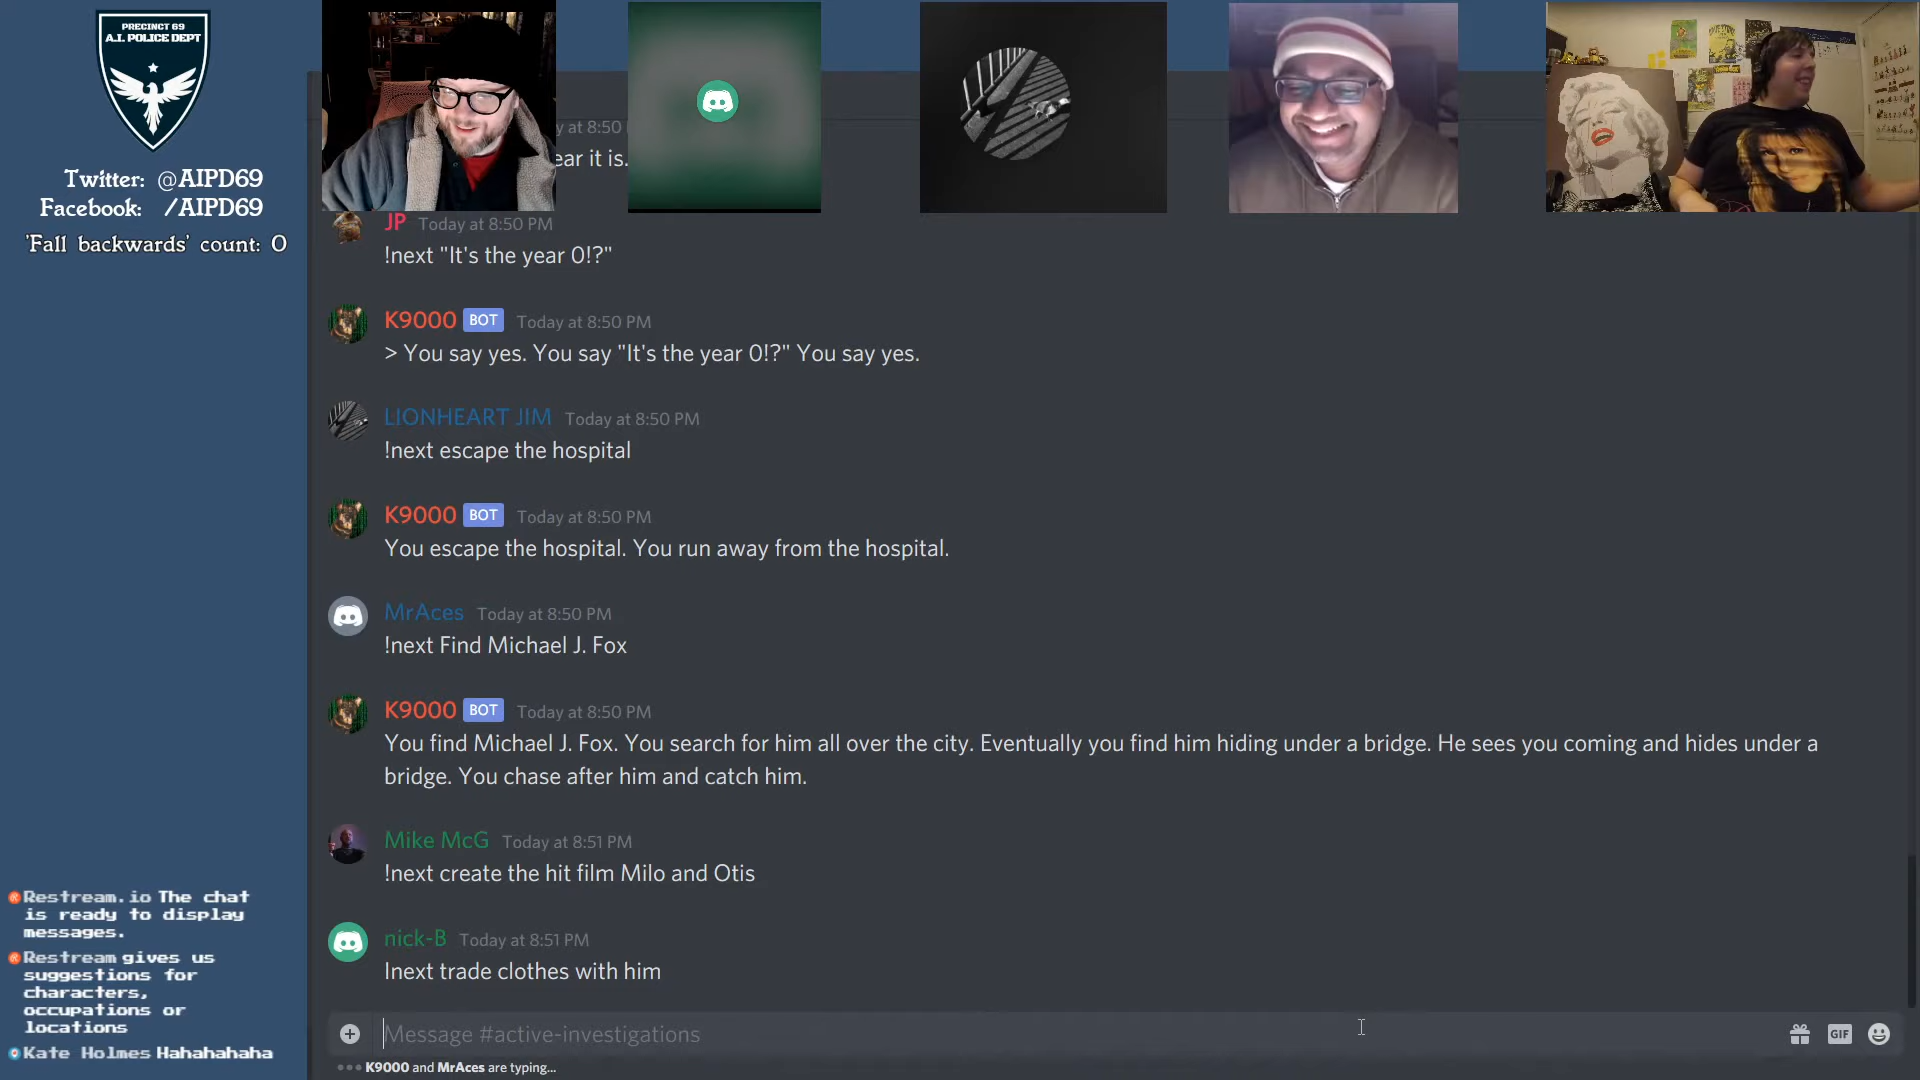 PRECINCT 69
A.I. POLICE DEPT
Twitter: @AIPD69
Facebook: /AIPD69
'Fall backwards' count: 0
y at 8:50
ear it is.
JP Today at 8:50 PM
!next "It's the year 0!?"
K9000 BOT Today at 8:50 PM
> You say yes. You say "It's the year 0!?" You say yes.
LIONHEART JIM Today at 8:50 PM
!next escape the hospital
K9000 BOT Today at 8:50 PM
You escape the hospital. You run away from the hospital.
MrAces Today at 8:50 PM
!next Find Michael J. Fox
K9000 BOT Today at 8:50 PM
You find Michael J. Fox. You search for him all over the city. Eventually you find him hiding under a bridge. He sees you coming and hides under a
bridge. You chase after him and catch him.
Mike McG Today at 8:51 PM
!next create the hit film Milo and Otis
nick-B Today at 8:51 PM
Inext trade clothes with him
Message #active-investigations
GIF
K9000 and MrAces are typing...
Restream.io The chat
is ready to display
messages.
Restream gives us
suggestions for
characters,
occupations or
locations
Kate Holmes Hahahahaha